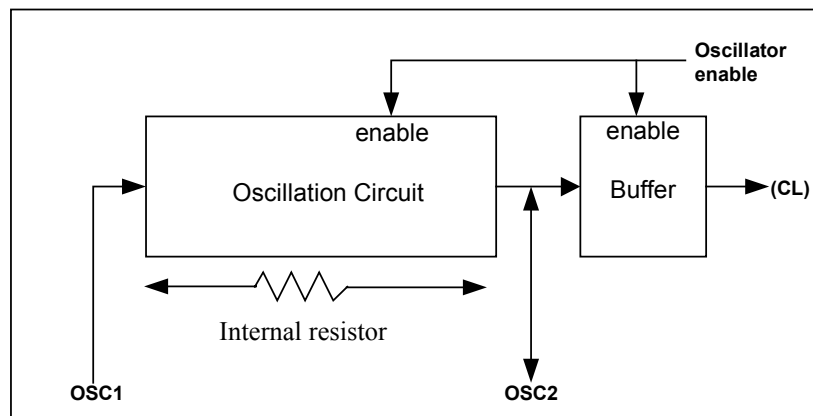 Oscillator
enable
enable
enable
Oscillation Circuit
Buffer
(CL)
Internal resistor
OSC1
OSC2